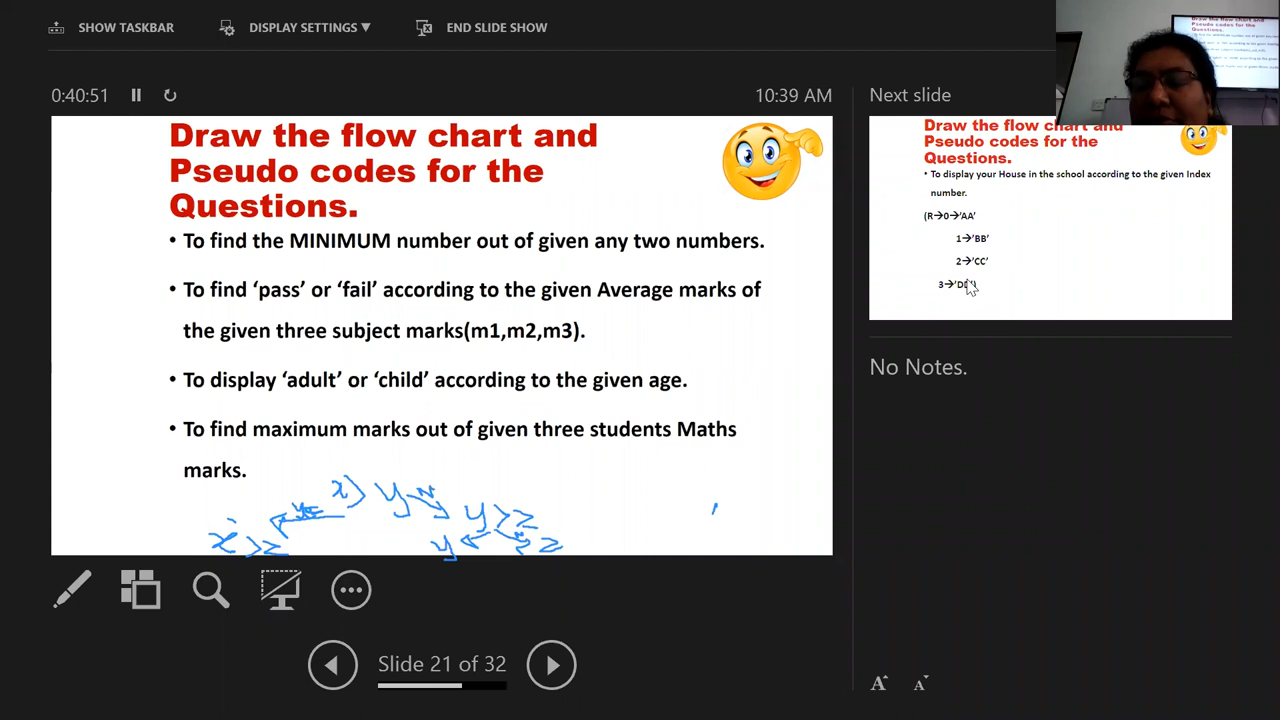 SHOW TASKBAR
DISPLAY SETTINGS ▼
END SLIDE SHOW
0:40:51
10:39 AM
Draw the flow chart and
Pseudo codes for the
Questions.
• To find the MINIMUM number out of given any two numbers.
• To find ‘pass’ or ‘fail’ according to the given Average marks of
the given three subject marks(m1,m2,m3).
• To display ‘adult’ or ‘child’ according to the given age.
• To find maximum marks out of given three students Maths
marks.
x > y
yes
N
y > z
x > z
y
z
Slide 21 of 32
Next slide
Draw the flow chart and
Pseudo codes for the
Questions.
• To display your House in the school according to the given Index
number.
(R→0→’AA’
1→’BB’
2→’CC’
No Notes.
A A